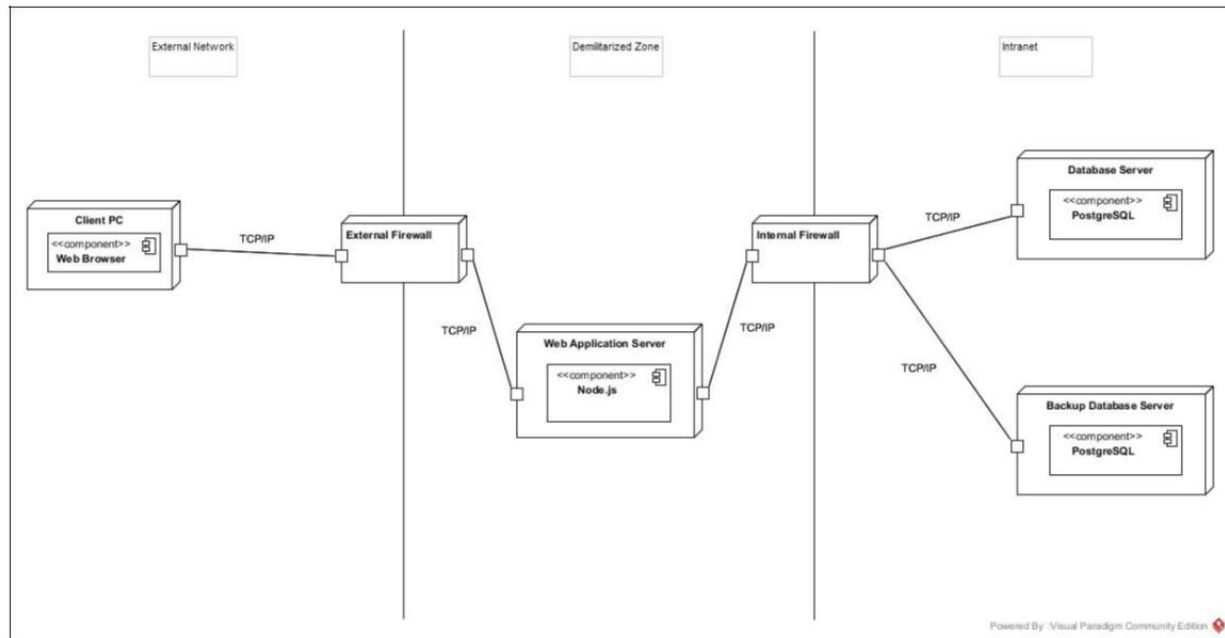 External Network
Demilitarized Zone
Intranet
Client PC
<<component>>
Web Browser
TCP/IP
External Firewall
TCP/IP
Web Application Server
<<component>>
Node.js
TCP/IP
Internal Firewall
TCP/IP
Database Server
<<component>>
PostgreSQL
TCP/IP
Backup Database Server
<<component>>
PostgreSQL
Powered By Visual Paradigm Community Edition